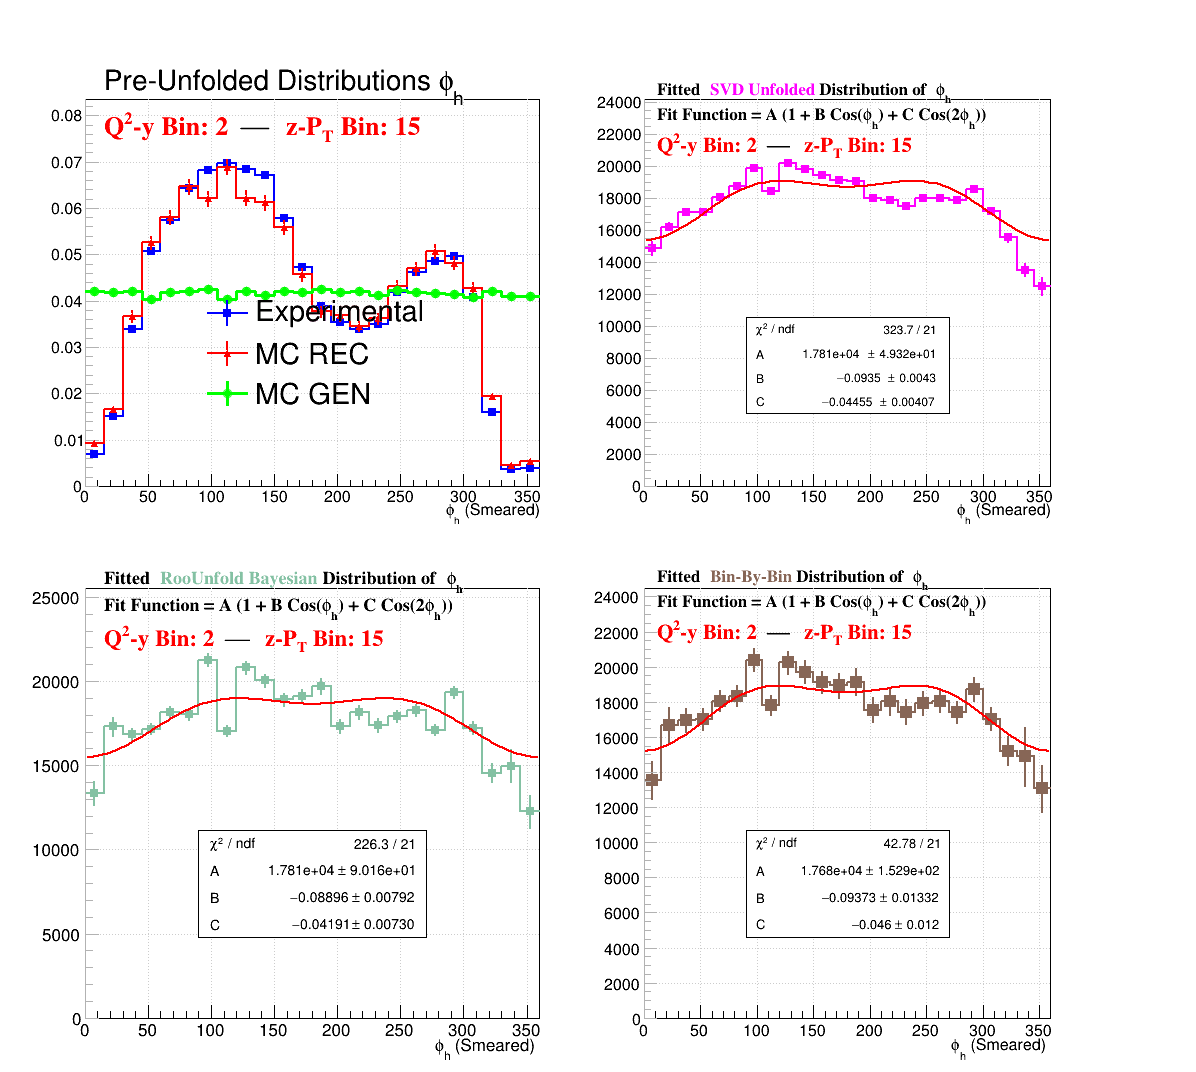 Pre-Unfolded Distributions ϕh
Q²-y Bin: 2 — z-PT Bin: 15
0.08
0.07
0.06
0.05
0.04
0.03
0.02
0.01
0
Experimental
MC REC
MC GEN
0 50 100 150 200 250 300 350
ϕh (Smeared)
Fitted SVD Unfolded Distribution of ϕh
Fit Function = A (1 + B Cos(ϕh) + C Cos(2ϕh))
Q²-y Bin: 2 — z-PT Bin: 15
24000
22000
20000
18000
16000
14000
12000
10000
8000
6000
4000
2000
0
χ² / ndf 323.7 / 21
A 1.781e+04 ± 4.932e+01
B −0.0935 ± 0.0043
C −0.04455 ± 0.00407
0 50 100 150 200 250 300 350
ϕh (Smeared)
Fitted RooUnfold Bayesian Distribution of ϕh
Fit Function = A (1 + B Cos(ϕh) + C Cos(2ϕh))
Q²-y Bin: 2 — z-PT Bin: 15
25000
20000
15000
10000
5000
0
χ² / ndf 226.3 / 21
A 1.781e+04 ± 9.016e+01
B −0.08896 ± 0.00792
C −0.04191 ± 0.00730
0 50 100 150 200 250 300 350
ϕh (Smeared)
Fitted Bin-By-Bin Distribution of ϕh
Fit Function = A (1 + B Cos(ϕh) + C Cos(2ϕh))
Q²-y Bin: 2 — z-PT Bin: 15
24000
22000
20000
18000
16000
14000
12000
10000
8000
6000
4000
2000
0
χ² / ndf 42.78 / 21
A 1.768e+04 ± 1.529e+02
B −0.09373 ± 0.01332
C −0.046 ± 0.012
0 50 100 150 200 250 300 350
ϕh (Smeared)